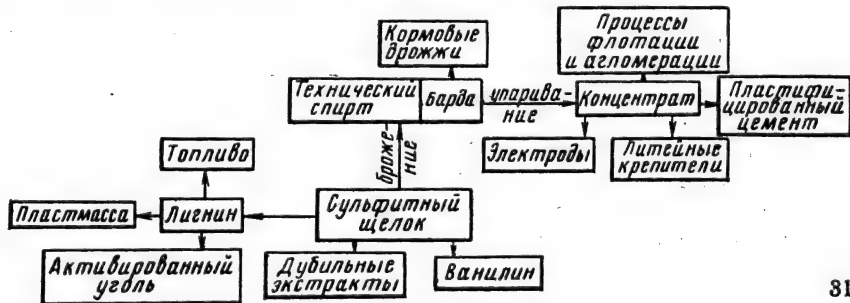 Процессы
флотации
и агломерации
Кормовые
дрожжи
Технический
спирт
Барда
упарива-
ние
Концентрат
Пластифи-
цированный
цемент
Электроды
Литейные
крепители
броже-
ние
Топливо
Пластмасса
Лигнин
Сульфитный
щелок
Активированный
уголь
Дубильные
экстракты
Ванилин
31